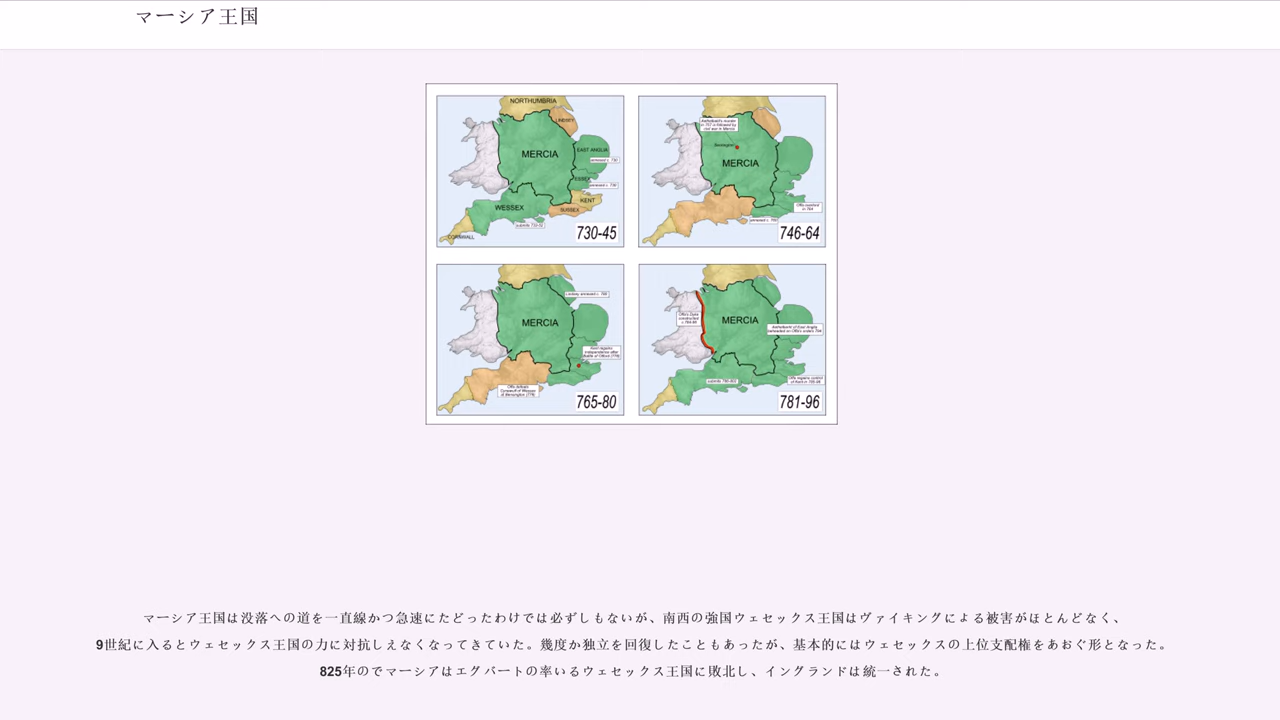 マーシア王国
NORTHUMBRIA
LINDSEY
MERCIA
EAST ANGLIA
annexed c. 730
ESSEX
annexed c. 730
KENT
WESSEX
SUSSEX
CORNWALL
730-45
MERCIA
746-64
MERCIA
765-80
MERCIA
781-96
マーシア王国は没落への道を一直線かつ急速にたどったわけでは必ずしもないが、南西の強国ウェセックス王国はヴァイキングによる被害がほとんどなく、
9世紀に入るとウェセックス王国の力に対抗しえなくなってきていた。幾度か独立を回復したこともあったが、基本的にはウェセックスの上位支配権をあおぐ形となった。
825年のでマーシアはエグバートの率いるウェセックス王国に敗北し、イングランドは統一された。